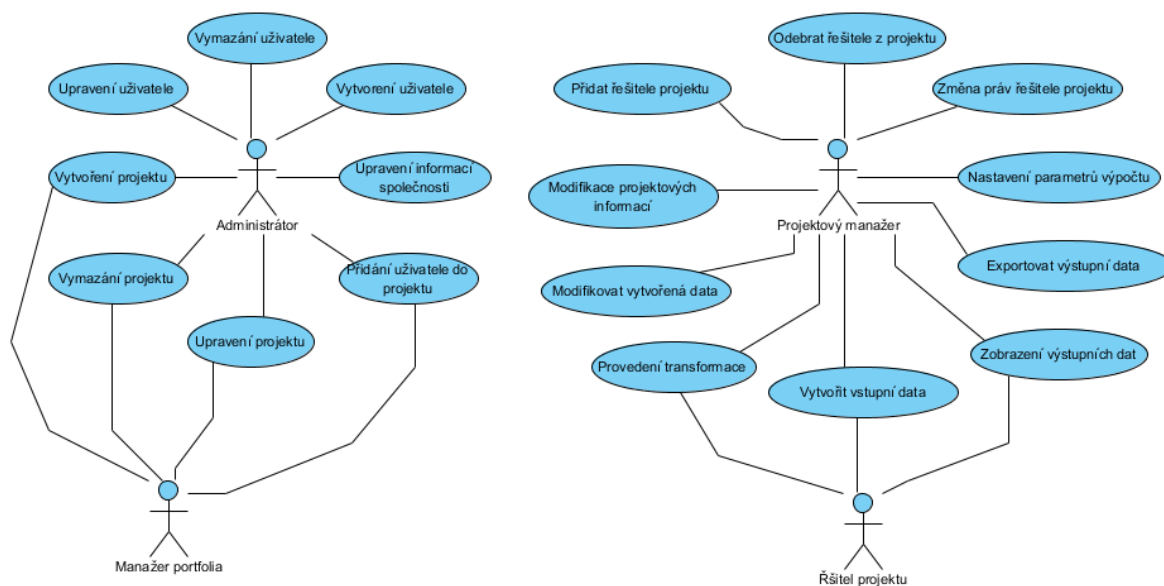 Vymazání uživatele
Upravení uživatele
Vytvorení uživatele
Vytvoření projektu
Upravení informací
společnosti
Administrátor
Vymazání projektu
Přidání uživatele do
projektu
Upravení projektu
Manažer portfolia
Odebrat řešitele z projektu
Přidat řešitele projektu
Změna práv řešitele projektu
Modifikace projektových
informací
Nastavení parametrů výpočtu
Projektový manažer
Exportovat výstupní data
Modifikovat vytvořená data
Provedení transformace
Zobrazení výstupních dat
Vytvořit vstupní data
Řšitel projektu